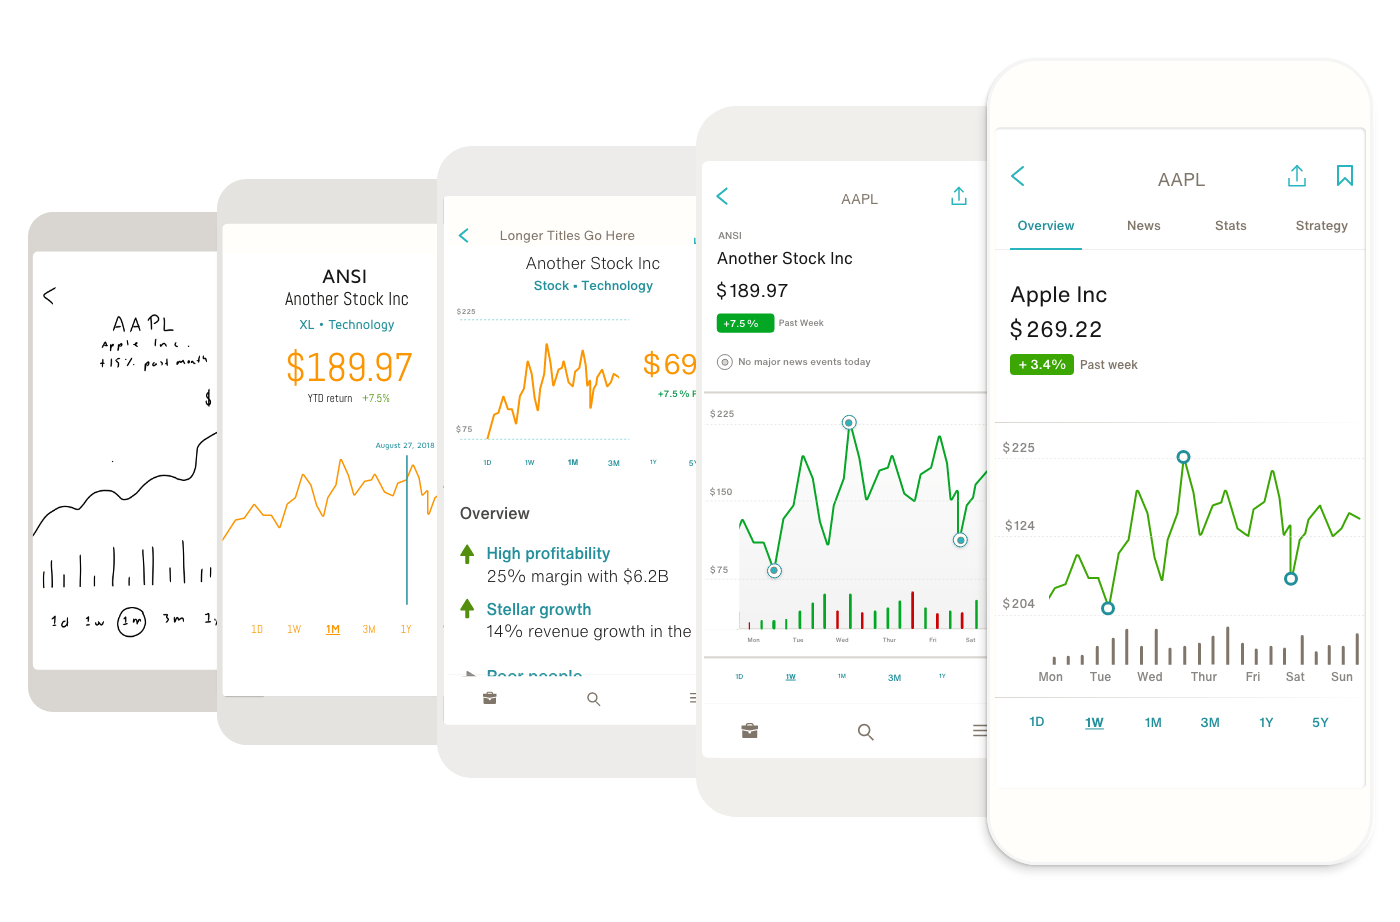 AAPL
Apple Inc.
+15% past month
$
1d 1w 1m 3m
ANSI
Another Stock Inc
XL • Technology
$189.97
YTD return +7.5%
August 27, 2018
1D 1W 1M 3M 1Y
Longer Titles Go Here
Another Stock Inc
Stock • Technology
$225
$69
+7.5% P
$75
1D 1W 1M 3M 1Y 5Y
Overview
High profitability
25% margin with $6.2B
Stellar growth
14% revenue growth in the
Poor people
AAPL
ANSI
Another Stock Inc
$189.97
+7.5% Past Week
No major news events today
$225
$150
$75
Mon Tue Wed Thur Fri Sat
1D 1W 1M 3M 1Y
AAPL
Overview News Stats Strategy
Apple Inc
$269.22
+ 3.4% Past week
$225
$124
$204
Mon Tue Wed Thur Fri Sat Sun
1D 1W 1M 3M 1Y 5Y